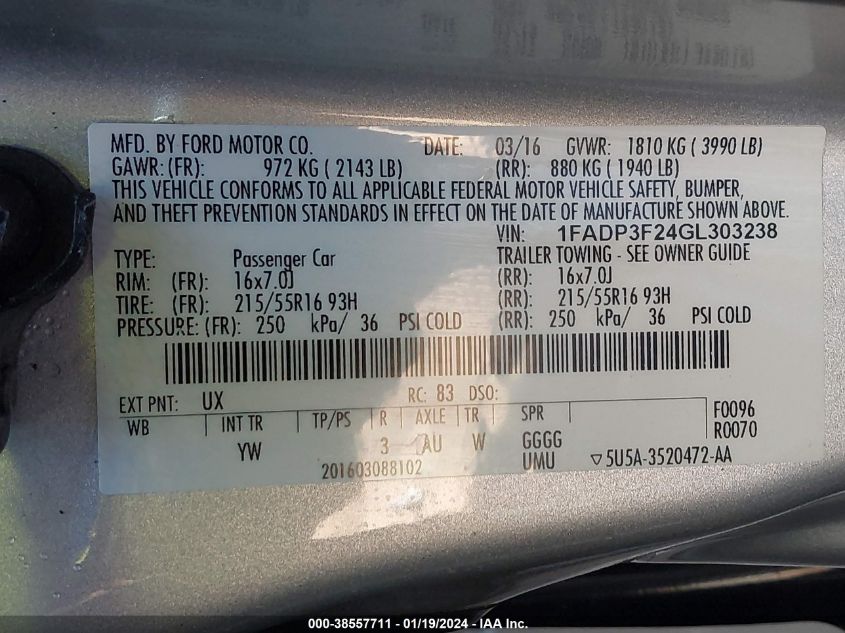 MFD. BY FORD MOTOR CO. DATE: 03/16 GVWR: 1810 KG ( 3990 LB)
GAWR: (FR): 972 KG ( 2143 LB) (RR): 880 KG ( 1940 LB)
THIS VEHICLE CONFORMS TO ALL APPLICABLE FEDERAL MOTOR VEHICLE SAFETY, BUMPER,
AND THEFT PREVENTION STANDARDS IN EFFECT ON THE DATE OF MANUFACTURE SHOWN ABOVE.
VIN: 1FADP3F24GL303238
TYPE: Passenger Car TRAILER TOWING - SEE OWNER GUIDE
RIM: (FR): 16x7.0J (RR): 16x7.0J
TIRE: (FR): 215/55R16 93H (RR): 215/55R16 93H
PRESSURE: (FR): 250 kPa/ 36 PSI COLD (RR): 250 kPa/ 36 PSI COLD
EXT PNT: UX RC: 83 DSO:
WB INT TR TP/PS R AXLE TR SPR F0096
R0070
YW 3 AU W GGGG
201603088102 UMU ▽5U5A-3520472-AA
000-38557711 - 01/19/2024 - IAA Inc.